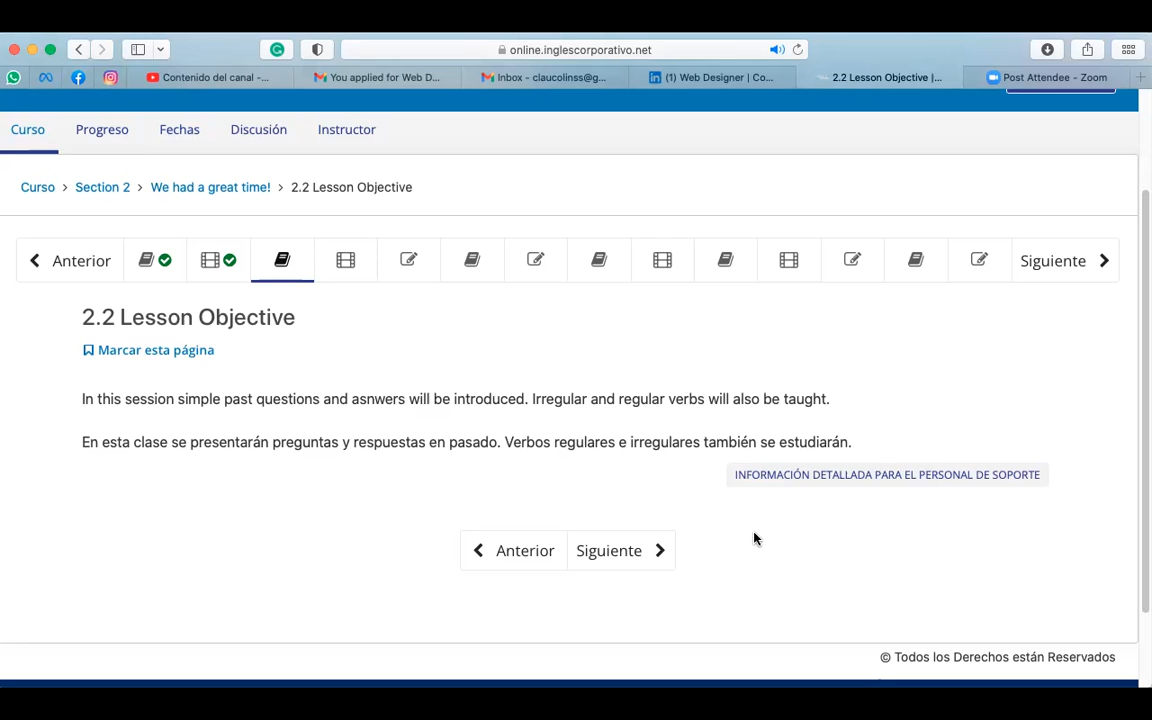 online.inglescorporativo.net
Contenido del canal -...
You applied for Web D...
Inbox - claucolinss@g...
(1) Web Designer | Co...
2.2 Lesson Objective |...
Post Attendee - Zoom
Curso
Progreso
Fechas
Discusión
Instructor
Curso > Section 2 > We had a great time! > 2.2 Lesson Objective
Anterior
Siguiente
2.2 Lesson Objective
Marcar esta página
In this session simple past questions and asnwers will be introduced. Irregular and regular verbs will also be taught.
En esta clase se presentarán preguntas y respuestas en pasado. Verbos regulares e irregulares también se estudiarán.
INFORMACIÓN DETALLADA PARA EL PERSONAL DE SOPORTE
Anterior
Siguiente
© Todos los Derechos están Reservados